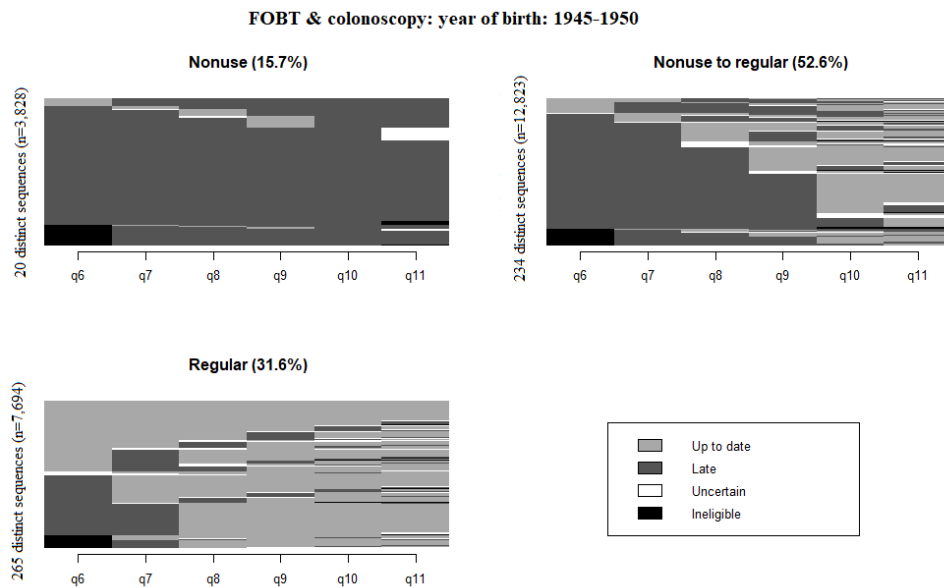 FOBT & colonoscopy: year of birth: 1945-1950
Nonuse (15.7%)
20 distinct sequences (n=3,828)
q6 q7 q8 q9 q10 q11
Nonuse to regular (52.6%)
234 distinct sequences (n=12,823)
q6 q7 q8 q9 q10 q11
Regular (31.6%)
265 distinct sequences (n=7,694)
q6 q7 q8 q9 q10 q11
Up to date
Late
Uncertain
Ineligible